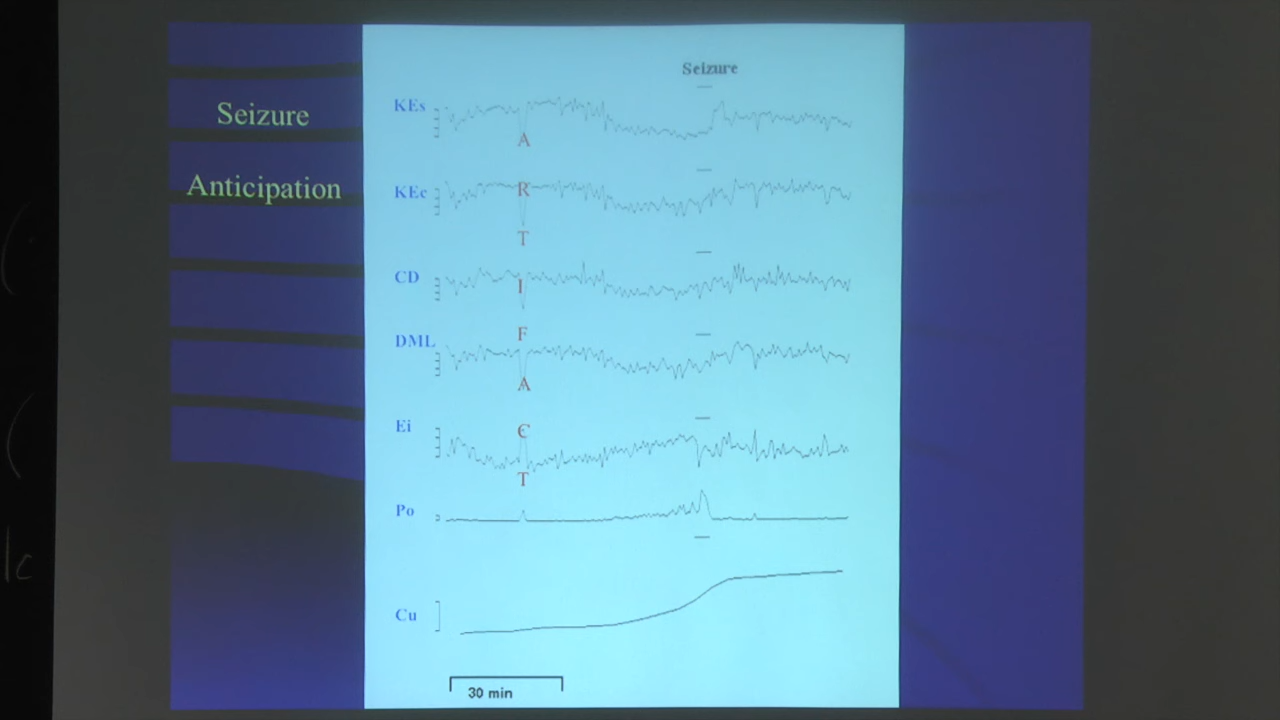 Seizure
Anticipation
Seizure
KEs
KEc
CD
DML
Ei
Po
Cu
A
R
T
I
F
A
C
T
30 min